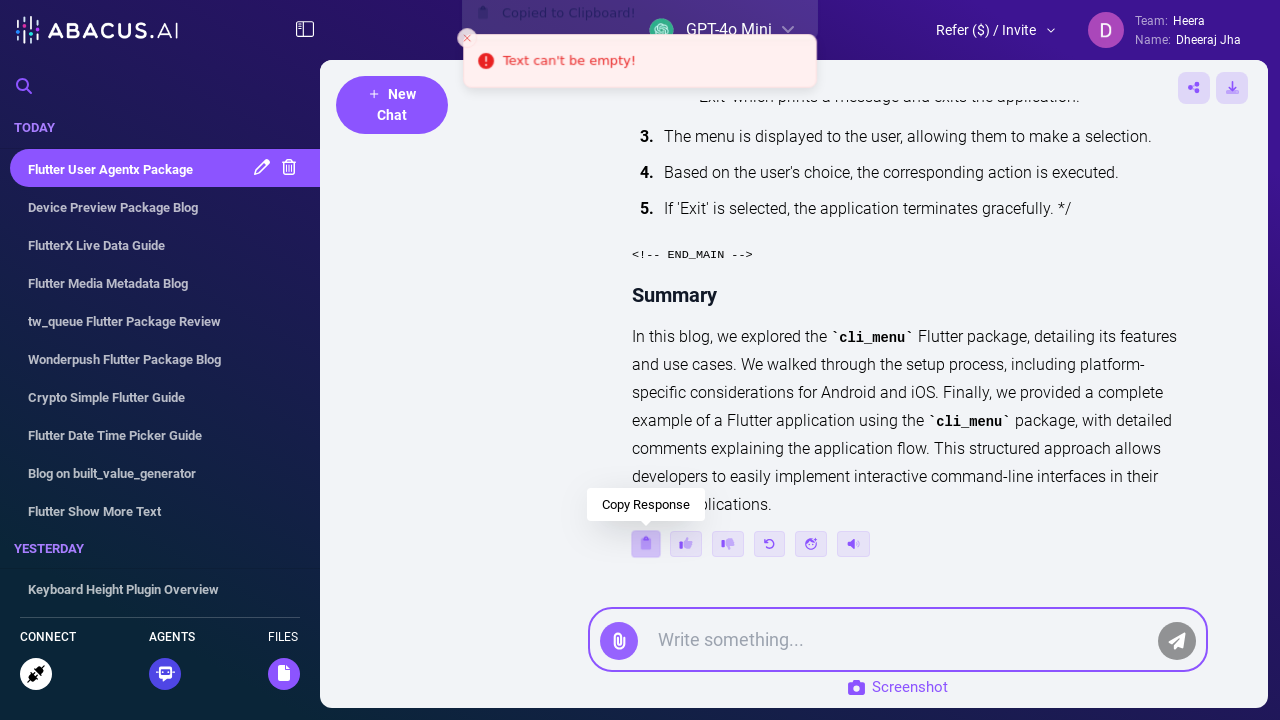 ABACUS.AI
Copied to Clipboard!
GPT-4o Mini
Text can't be empty!
Refer ($) / Invite
D
Team: Heera
Name: Dheeraj Jha
TODAY
Flutter User Agentx Package
Device Preview Package Blog
FlutterX Live Data Guide
Flutter Media Metadata Blog
tw_queue Flutter Package Review
Wonderpush Flutter Package Blog
Crypto Simple Flutter Guide
Flutter Date Time Picker Guide
Blog on built_value_generator
Flutter Show More Text
YESTERDAY
Keyboard Height Plugin Overview
CONNECT
AGENTS
FILES
+ New
Chat
'Exit' which prints a message and exits the application.
3. The menu is displayed to the user, allowing them to make a selection.
4. Based on the user's choice, the corresponding action is executed.
5. If 'Exit' is selected, the application terminates gracefully. */
<!-- END_MAIN -->
Summary
In this blog, we explored the `cli_menu` Flutter package, detailing its features
and use cases. We walked through the setup process, including platform-
specific considerations for Android and iOS. Finally, we provided a complete
example of a Flutter application using the `cli_menu` package, with detailed
comments explaining the application flow. This structured approach allows
developers to easily implement interactive command-line interfaces in their
plications.
Copy Response
Write something...
Screenshot